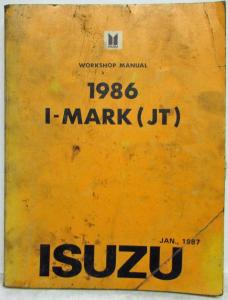 WORKSHOP MANUAL
1986
I-MARK (JT)
JAN., 1987
ISUZU